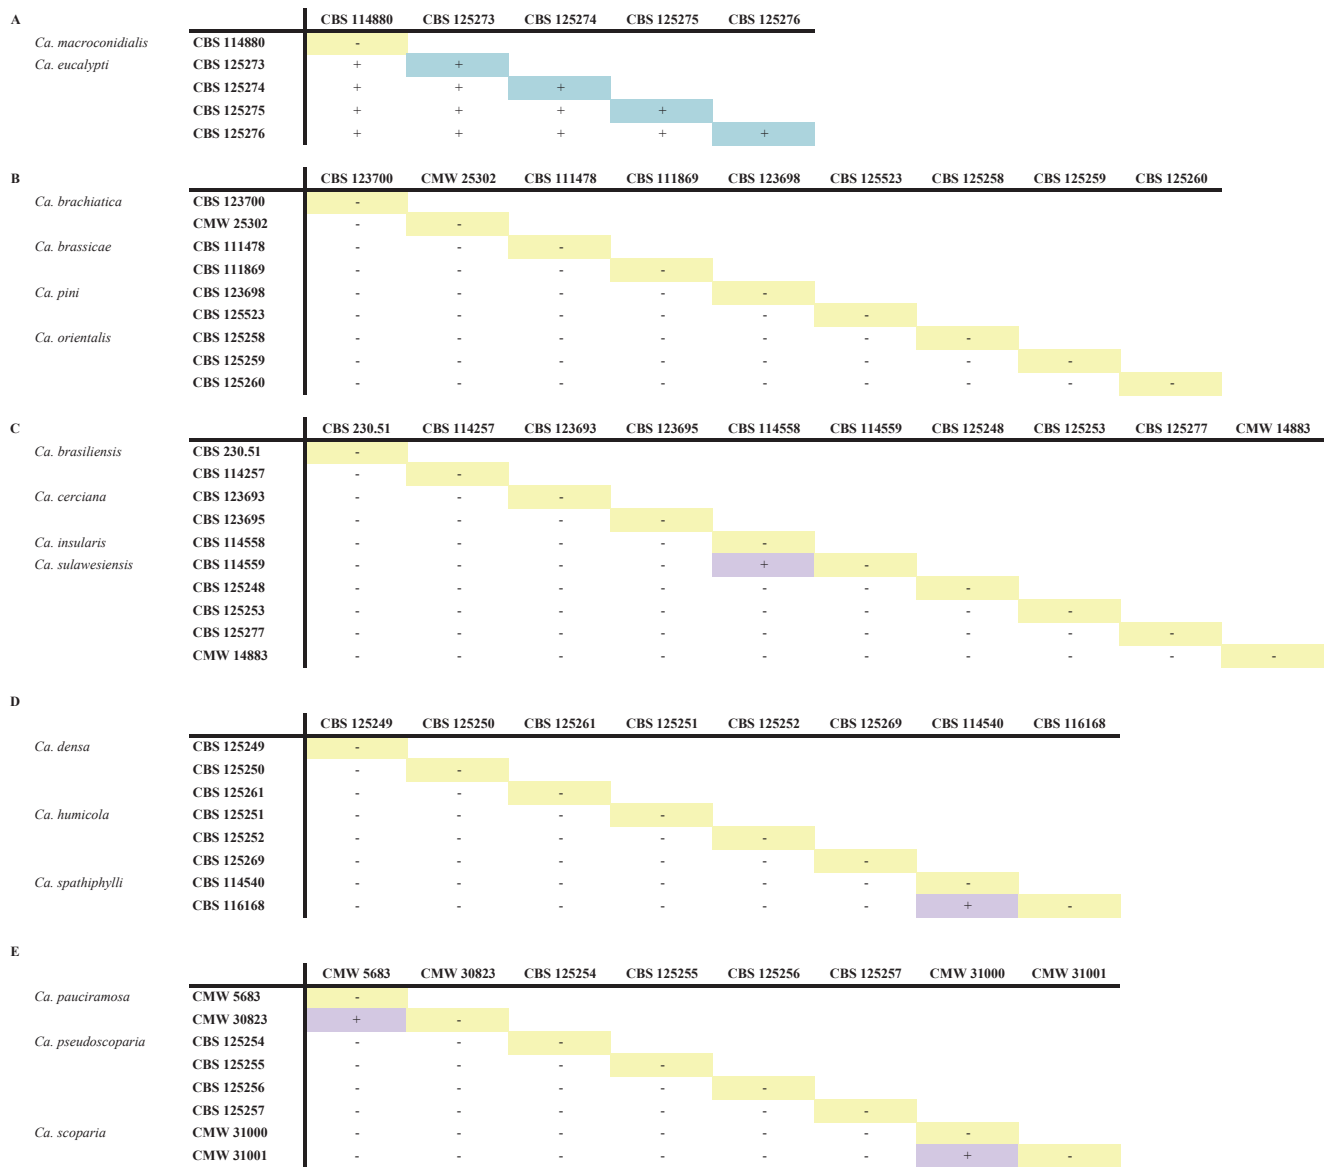 A CBS 114880 CBS 125273 CBS 125274 CBS 125275 CBS 125276
Ca. macroconidialis CBS 114880 -
Ca. eucalypti CBS 125273 + +
CBS 125274 + + +
CBS 125275 + + + +
CBS 125276 + + + + +
B CBS 123700 CMW 25302 CBS 111478 CBS 111869 CBS 123698 CBS 125523 CBS 125258 CBS 125259 CBS 125260
Ca. brachiatica CBS 123700 -
CMW 25302 - -
Ca. brassicae CBS 111478 - - -
CBS 111869 - - - -
Ca. pini CBS 123698 - - - - -
CBS 125523 - - - - - -
Ca. orientalis CBS 125258 - - - - - - -
CBS 125259 - - - - - - - -
CBS 125260 - - - - - - - - -
C CBS 230.51 CBS 114257 CBS 123693 CBS 123695 CBS 114558 CBS 114559 CBS 125248 CBS 125253 CBS 125277 CMW 14883
Ca. brasiliensis CBS 230.51 -
CBS 114257 - -
Ca. cerciana CBS 123693 - - -
CBS 123695 - - - -
Ca. insularis CBS 114558 - - - - -
Ca. sulawesiensis CBS 114559 - - - - + -
CBS 125248 - - - - - - -
CBS 125253 - - - - - - - -
CBS 125277 - - - - - - - - -
CMW 14883 - - - - - - - - - -
D
CBS 125249 CBS 125250 CBS 125261 CBS 125251 CBS 125252 CBS 125269 CBS 114540 CBS 116168
Ca. densa CBS 125249 -
CBS 125250 - -
CBS 125261 - - -
Ca. humicola CBS 125251 - - - -
CBS 125252 - - - - -
CBS 125269 - - - - - -
Ca. spathiphylli CBS 114540 - - - - - - -
CBS 116168 - - - - - - + -
E
CMW 5683 CMW 30823 CBS 125254 CBS 125255 CBS 125256 CBS 125257 CMW 31000 CMW 31001
Ca. pauciramosa CMW 5683 -
CMW 30823 + -
Ca. pseudoscoparia CBS 125254 - - -
CBS 125255 - - - -
CBS 125256 - - - - -
CBS 125257 - - - - - -
Ca. scoparia CMW 31000 - - - - - - -
CMW 31001 - - - - - - + -